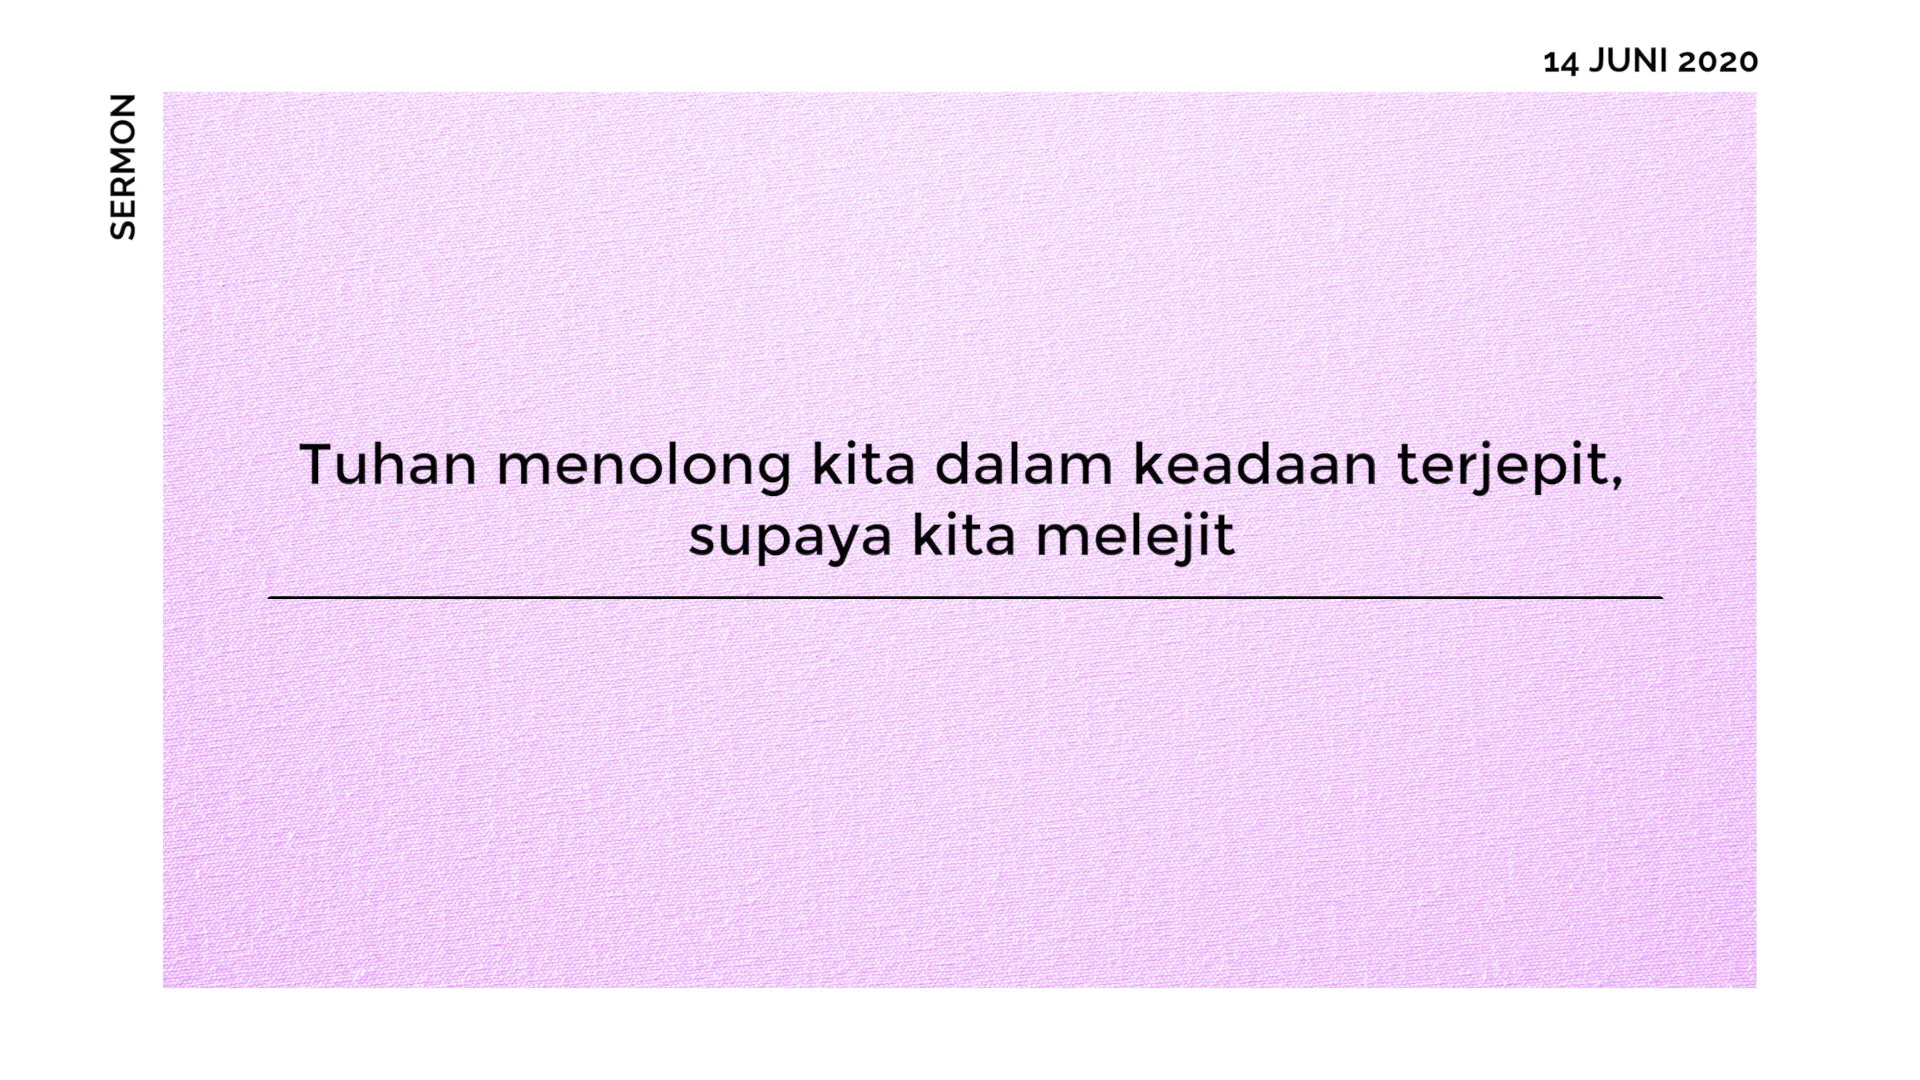 14 JUNI 2020
SERMON
Tuhan menolong kita dalam keadaan terjepit,
supaya kita melejit